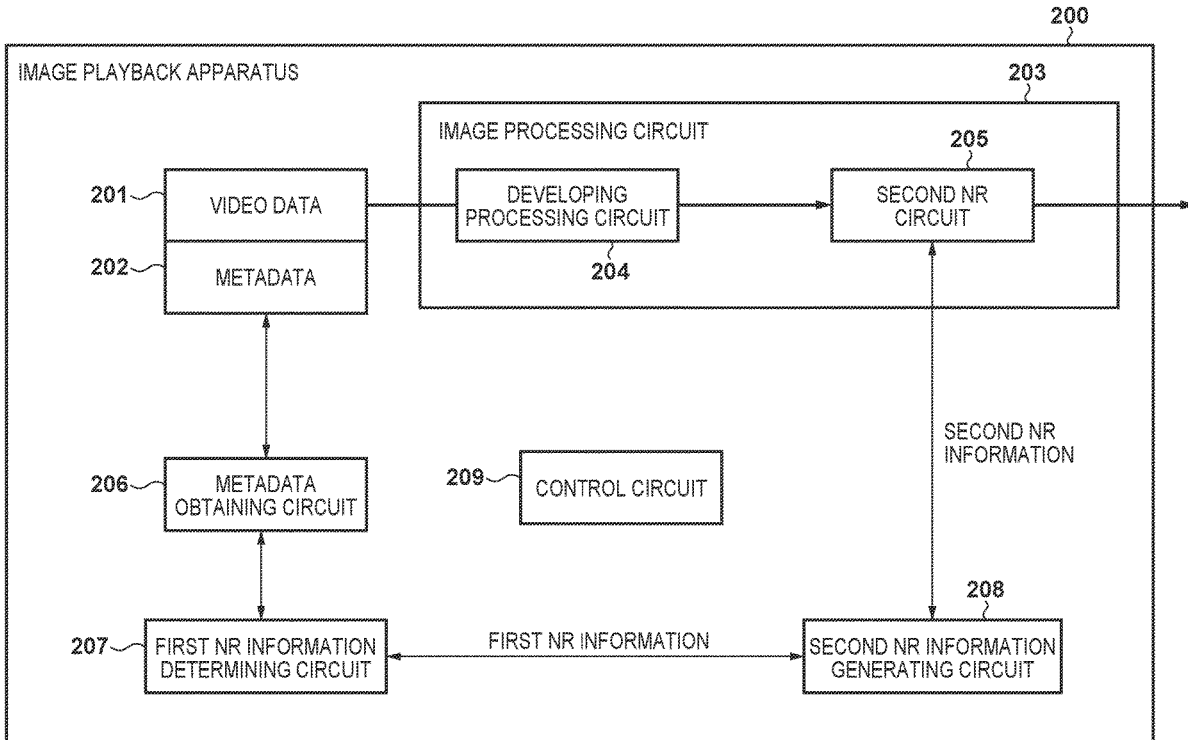 200
IMAGE PLAYBACK APPARATUS
203
IMAGE PROCESSING CIRCUIT
201
VIDEO DATA
DEVELOPING
PROCESSING CIRCUIT
204
205
SECOND NR
CIRCUIT
202
METADATA
SECOND NR
INFORMATION
206
METADATA
OBTAINING CIRCUIT
209
CONTROL CIRCUIT
207
FIRST NR INFORMATION
DETERMINING CIRCUIT
FIRST NR INFORMATION
208
SECOND NR INFORMATION
GENERATING CIRCUIT